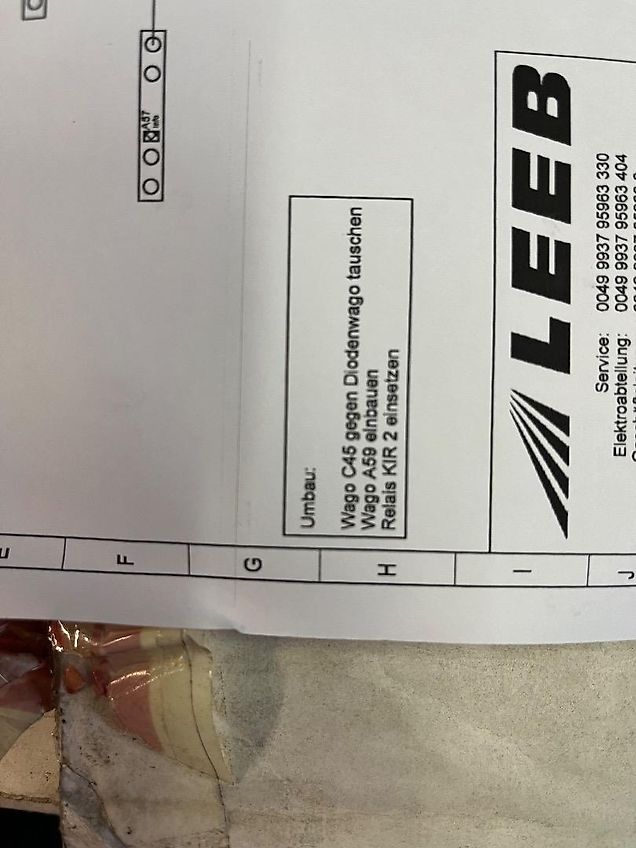 A57
Info
Umbau:
Wago C45 gegen Diodenwago tauschen
Wago A59 einbauen
Relais KIR 2 einsetzen
LEEB
Service: 0049 9937 95963 330
Elektroabteilung: 0049 9937 95963 404
E
F
G
H
I
J